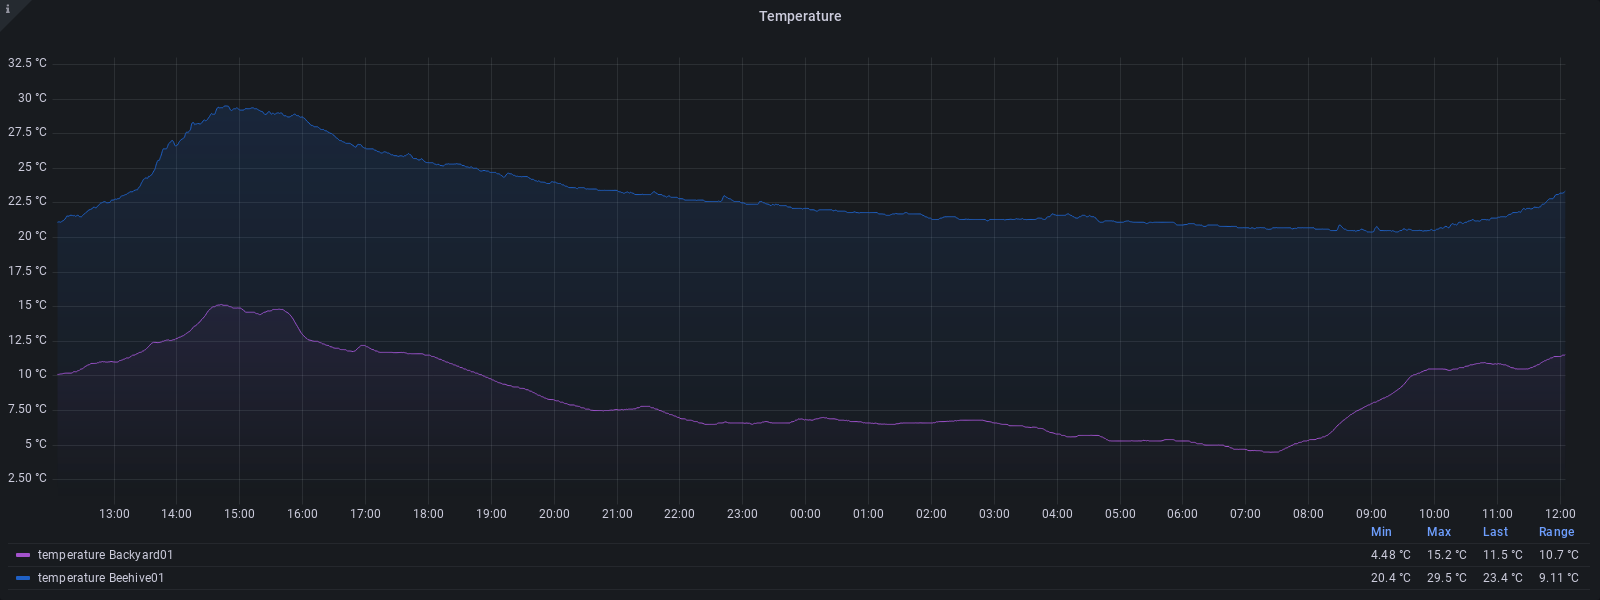 i
Temperature
32.5 °C
30 °C
27.5 °C
25 °C
22.5 °C
20 °C
17.5 °C
15 °C
12.5 °C
10 °C
7.50 °C
5 °C
2.50 °C
13:00 14:00 15:00 16:00 17:00 18:00 19:00 20:00 21:00 22:00 23:00 00:00 01:00 02:00 03:00 04:00 05:00 06:00 07:00 08:00 09:00 10:00 11:00 12:00
Min Max Last Range
temperature Backyard01 4.48 °C 15.2 °C 11.5 °C 10.7 °C
temperature Beehive01 20.4 °C 29.5 °C 23.4 °C 9.11 °C